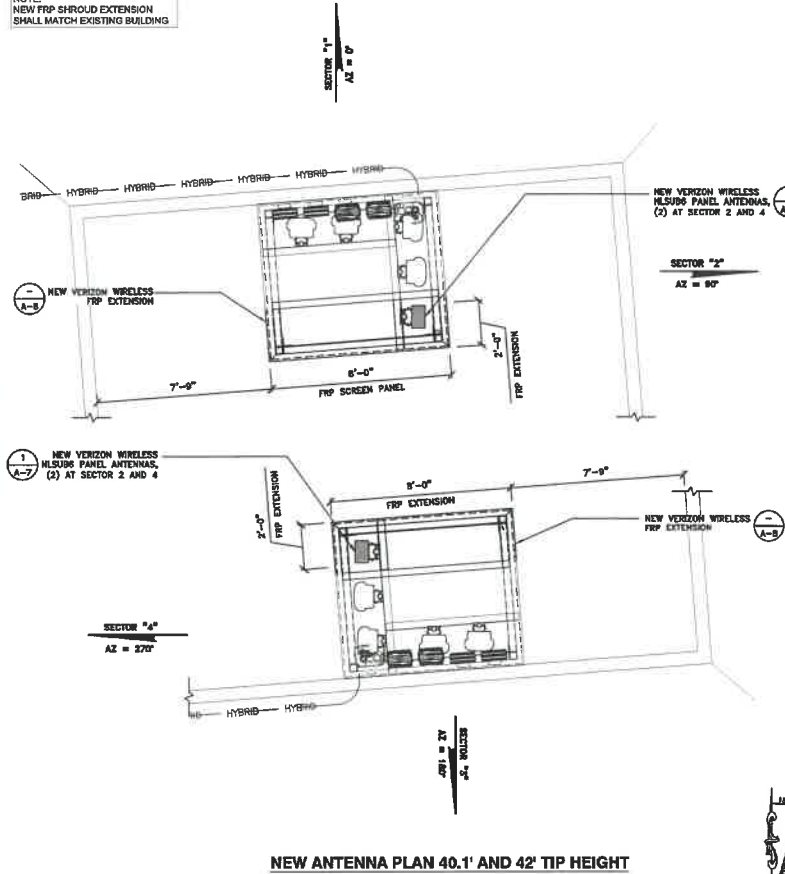 NOTE:
NEW FRP SHROUD EXTENSION
SHALL MATCH EXISTING BUILDING
SECTOR "1"
AZ = 0°
BRID HYBRID HYBRID HYBRID HYBRID HYBRID
NEW VERIZON WIRELESS
NLSUB6 PANEL ANTENNAS,
(2) AT SECTOR 2 AND 4
A
SECTOR "2"
AZ = 90°
-
A-8
NEW VERIZON WIRELESS
FRP EXTENSION
2'-0"
FRP EXTENSION
7'-9"
8'-0"
FRP SCREEN PANEL
1
A-7
NEW VERIZON WIRELESS
NLSUB6 PANEL ANTENNAS,
(2) AT SECTOR 2 AND 4
2'-0"
FRP EXTENSION
8'-0"
FRP EXTENSION
7'-9"
NEW VERIZON WIRELESS
FRP EXTENSION
-
A-8
SECTOR "4"
AZ = 270°
HYBRID HYBRID
SECTOR "3"
AZ = 180°
NEW ANTENNA PLAN 40.1' AND 42' TIP HEIGHT